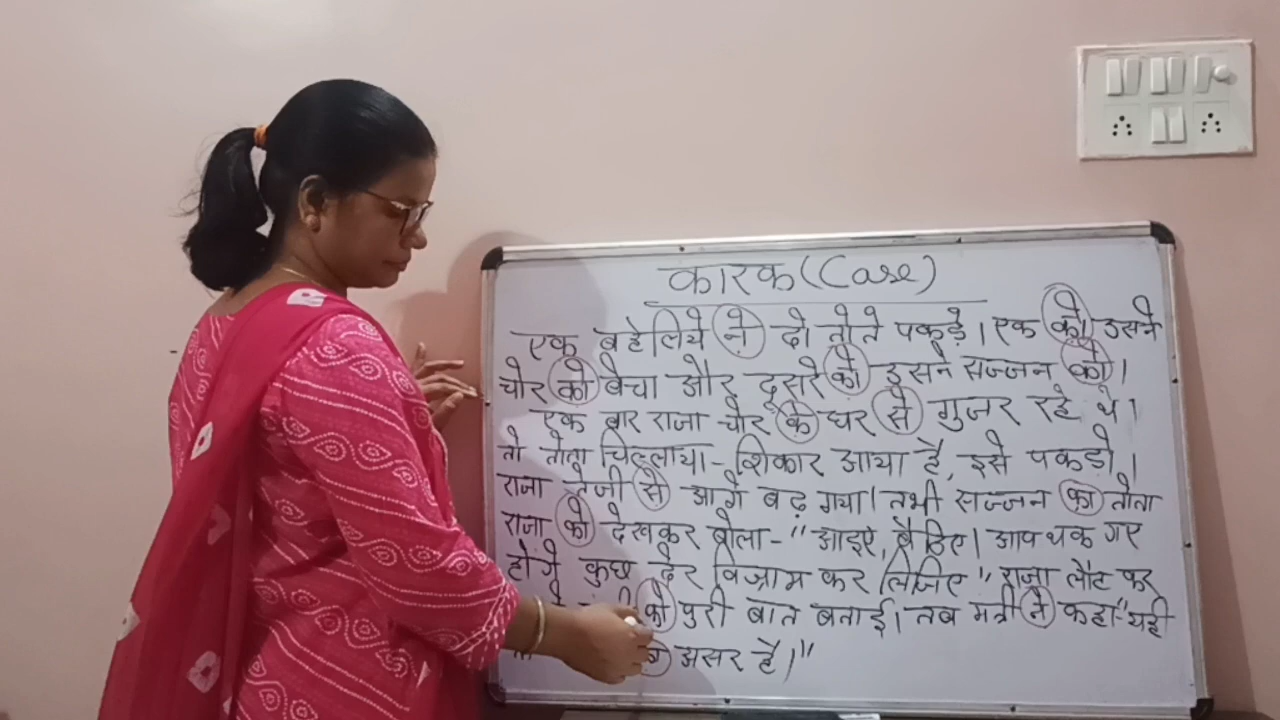 कारक (Case)
एक बहेलिये ने दो तोते पकड़े। एक को उसने
चोर को बेचा और दूसरे को उसने सज्जन को।
एक बार राजा चोर के घर से गुजर रहे थे।
तो तोता चिल्लाया - शिकार आया है, इसे पकड़ो।
राजा तेजी से आगे बढ़ गया। तभी सज्जन का तोता
राजा को देखकर बोला - "आइए, बैठिए। आप थक गए
होगे कुछ देर विश्राम कर लिजिए" राजा लौट कर
को पुरी बात बताई। तब मंत्री ने कहा "यही
असर है।"